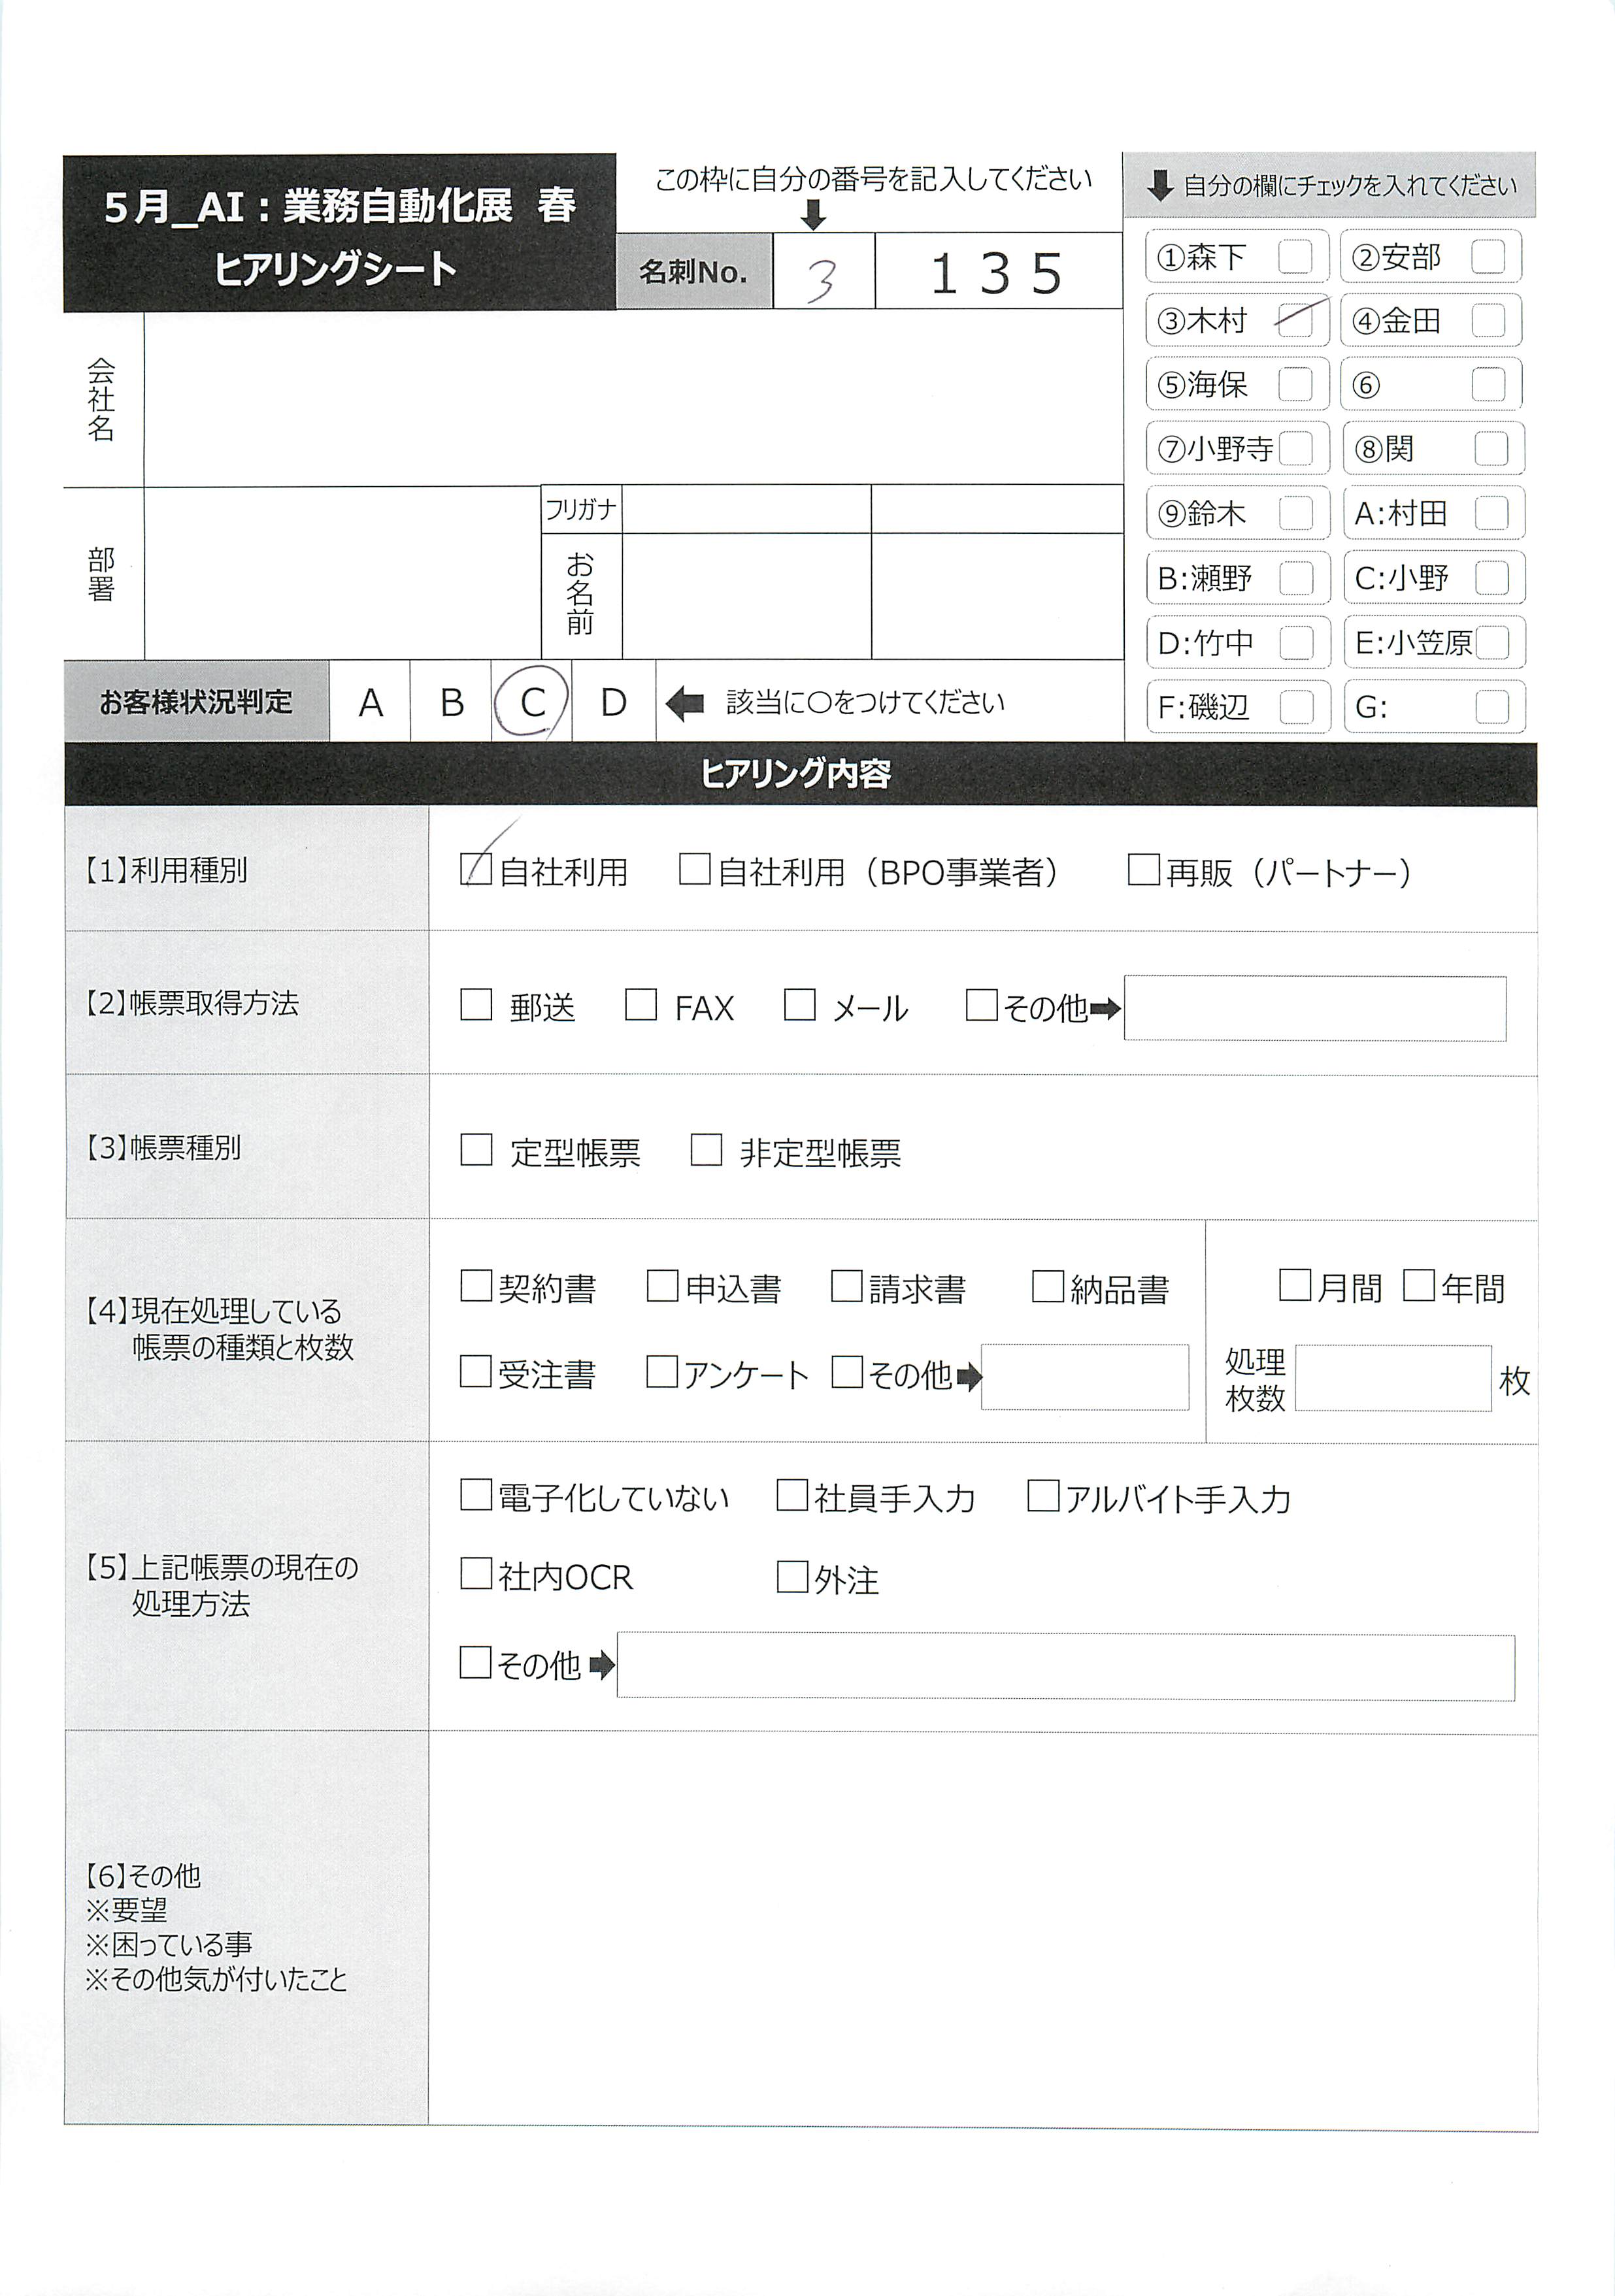 5月_AI：業務自動化展 春
ヒアリングシート
この枠に自分の番号を記入してください
名刺No. 3 135
自分の欄にチェックを入れてください
①森下 ②安部
③木村 ④金田
⑤海保 ⑥
⑦小野寺 ⑧関
⑨鈴木 A:村田
B:瀬野 C:小野
D:竹中 E:小笠原
F:磯辺 G:
会社名
部署
フリガナ
お名前
お客様状況判定 A B C D 該当に○をつけてください
ヒアリング内容
【1】利用種別 自社利用 自社利用（BPO事業者） 再販（パートナー）
【2】帳票取得方法 郵送 FAX メール その他
【3】帳票種別 定型帳票 非定型帳票
【4】現在処理している
帳票の種類と枚数
契約書 申込書 請求書 納品書 月間 年間
受注書 アンケート その他
処理
枚数 枚
【5】上記帳票の現在の
処理方法
電子化していない 社員手入力 アルバイト手入力
社内OCR 外注
その他
【6】その他
※要望
※困っている事
※その他気が付いたこと